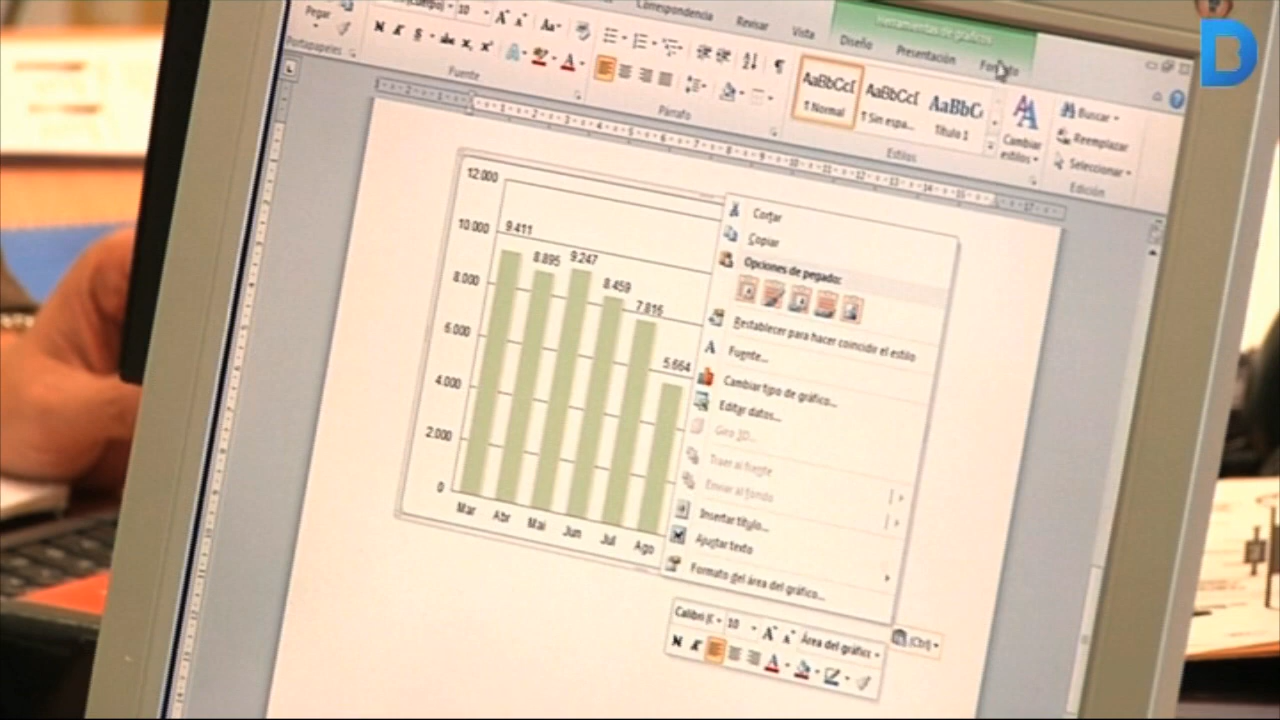 Correspondencia
Revisar
Vista
Herramientas de gráficos
Diseño
Presentación
Pegar
Portapapeles
10
N K S abc x₂ x²
Fuente
Párrafo
AaBbCcI
¶ Normal
AaBbCcI
¶ Sin espa...
AaBbC
Título 1
Estilos
Cambiar
estilos
Buscar
Reemplazar
Seleccionar
Edición
12.000
10.000
8.000
6.000
4.000
2.000
0
9.411
8.895
9.247
8.459
7.816
5.664
Mar
Abr
Mai
Jun
Jul
Ago
Cortar
Copiar
Opciones de pegado:
Restablecer para hacer coincidir el estilo
Fuente...
Cambiar tipo de gráfico...
Editar datos...
Giro 3D...
Traer al frente
Enviar al fondo
Insertar título...
Ajustar texto
Formato del área del gráfico...
Calibri (C
10
Área del gráfic
N K
(Ctrl)
B